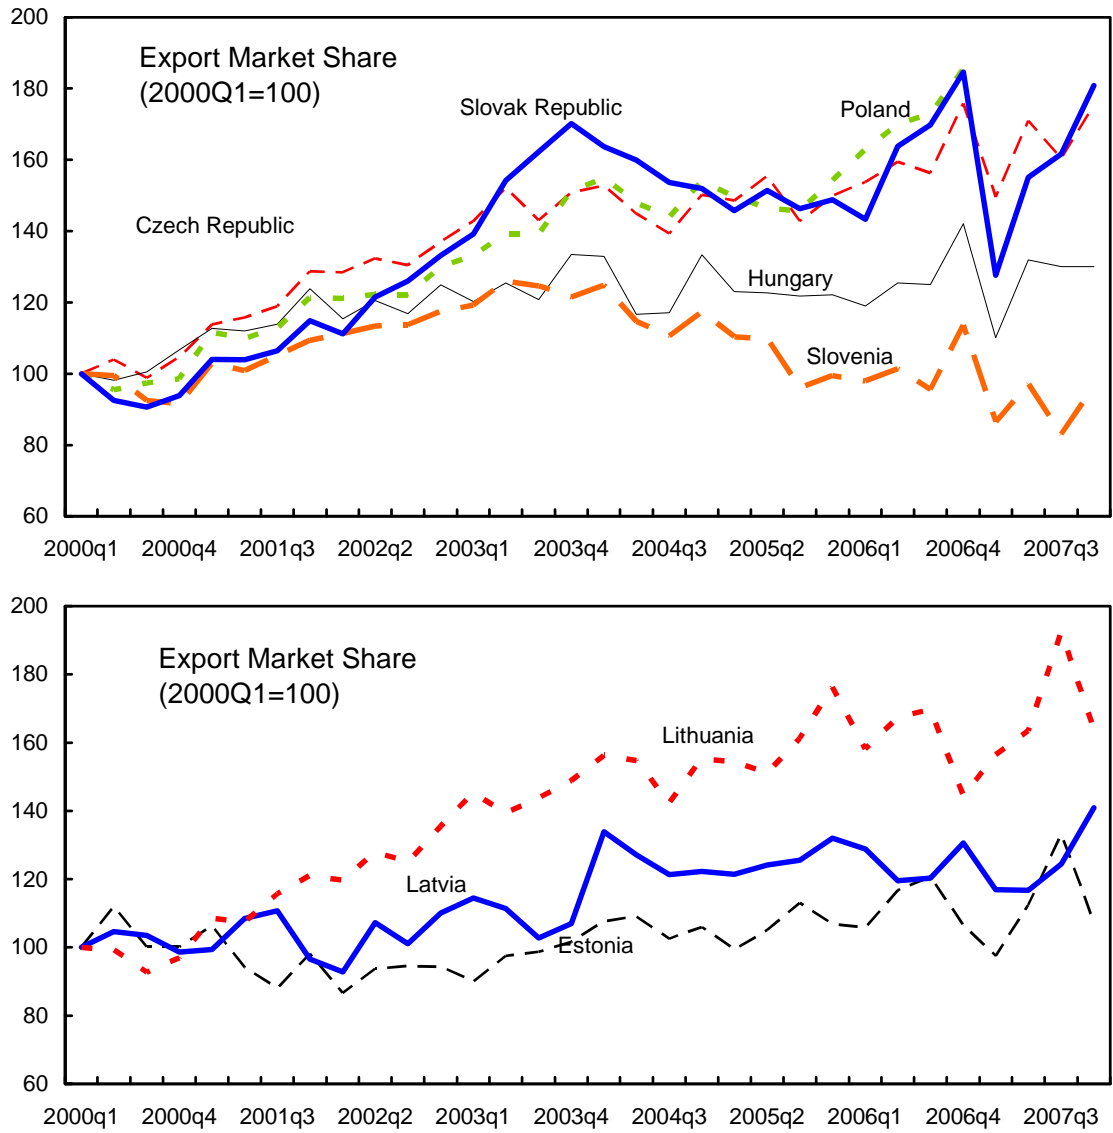 200
Export Market Share
(2000Q1=100)
Slovak Republic
Poland
180
160
Czech Republic
140
Hungary
120
Slovenia
100
80
60
2000q1 2000q4 2001q3 2002q2 2003q1 2003q4 2004q3 2005q2 2006q1 2006q4 2007q3
200
Export Market Share
(2000Q1=100)
180
Lithuania
160
140
120
Latvia
Estonia
100
80
60
2000q1 2000q4 2001q3 2002q2 2003q1 2003q4 2004q3 2005q2 2006q1 2006q4 2007q3